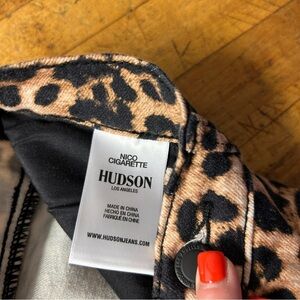 NICO
CIGARETTE
HUDSON
LOS ANGELES
MADE IN CHINA
HECHO EN CHINA
FABRIQUÉ EN CHINE
WWW.HUDSONJEANS.COM